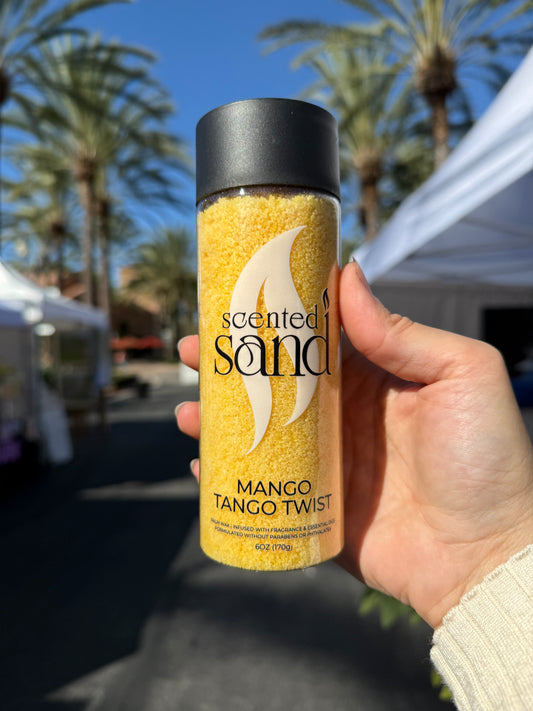 scented
sand
MANGO
TANGO TWIST
PALM WAX | INFUSED WITH FRAGRANCE & ESSENTIAL OILS
FORMULATED WITHOUT PARABENS OR PHTHALATES
6OZ (170g)